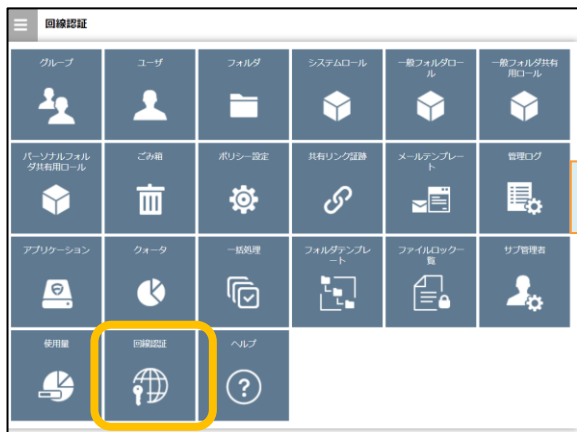 回線認証
グループ
ユーザ
フォルダ
システムロール
一般フォルダロー
ル
一般フォルダ共有
用ロール
パーソナルフォル
ダ共有用ロール
ごみ箱
ポリシー設定
共有リンク証跡
メールテンプレー
ト
管理ログ
アプリケーション
クォータ
一括処理
フォルダテンプレ
ート
ファイルロック一
覧
サブ管理者
使用量
回線認証
ヘルプ